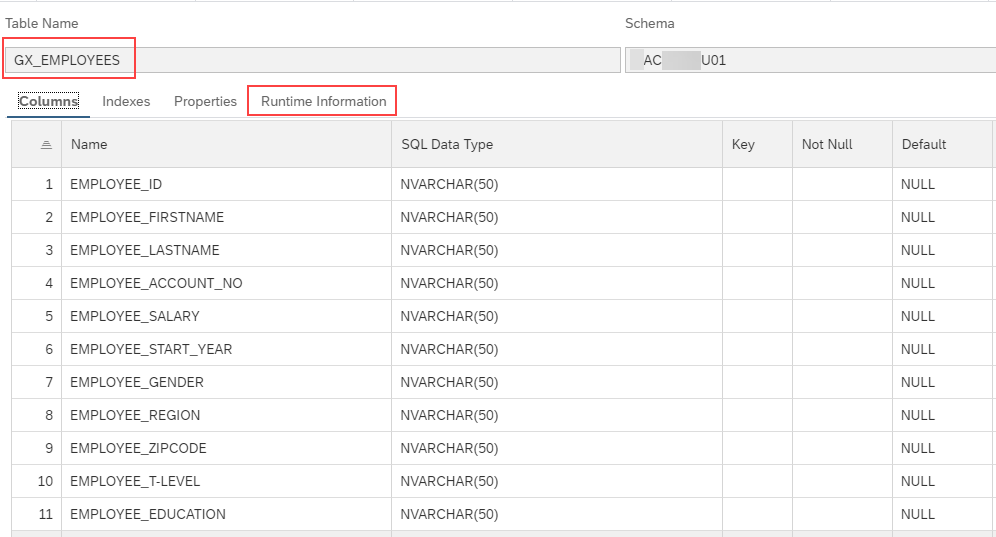 Table Name Schema
GX_EMPLOYEES AC U01
Columns Indexes Properties Runtime Information
Name SQL Data Type Key Not Null Default
1 EMPLOYEE_ID NVARCHAR(50) NULL
2 EMPLOYEE_FIRSTNAME NVARCHAR(50) NULL
3 EMPLOYEE_LASTNAME NVARCHAR(50) NULL
4 EMPLOYEE_ACCOUNT_NO NVARCHAR(50) NULL
5 EMPLOYEE_SALARY NVARCHAR(50) NULL
6 EMPLOYEE_START_YEAR NVARCHAR(50) NULL
7 EMPLOYEE_GENDER NVARCHAR(50) NULL
8 EMPLOYEE_REGION NVARCHAR(50) NULL
9 EMPLOYEE_ZIPCODE NVARCHAR(50) NULL
10 EMPLOYEE_T-LEVEL NVARCHAR(50) NULL
11 EMPLOYEE_EDUCATION NVARCHAR(50) NULL